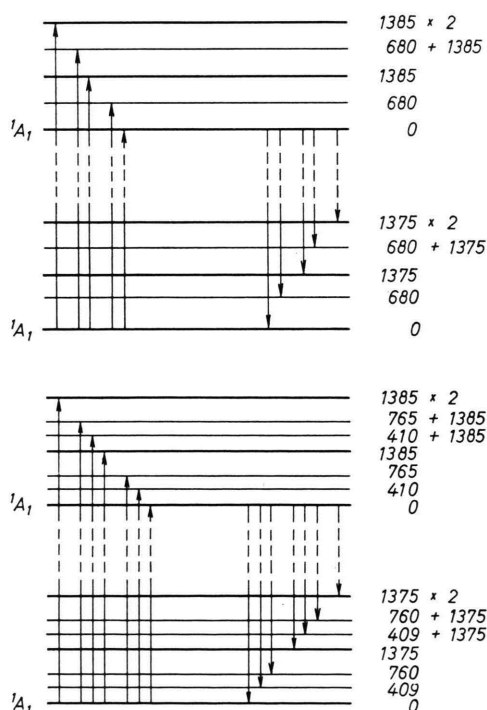 1385 × 2
680 + 1385
1385
680
¹A₁ 0
1375 × 2
680 + 1375
1375
680
¹A₁ 0
1385 × 2
765 + 1385
410 + 1385
1385
765
410
¹A₁ 0
1375 × 2
760 + 1375
409 + 1375
1375
760
409
¹A₁ 0